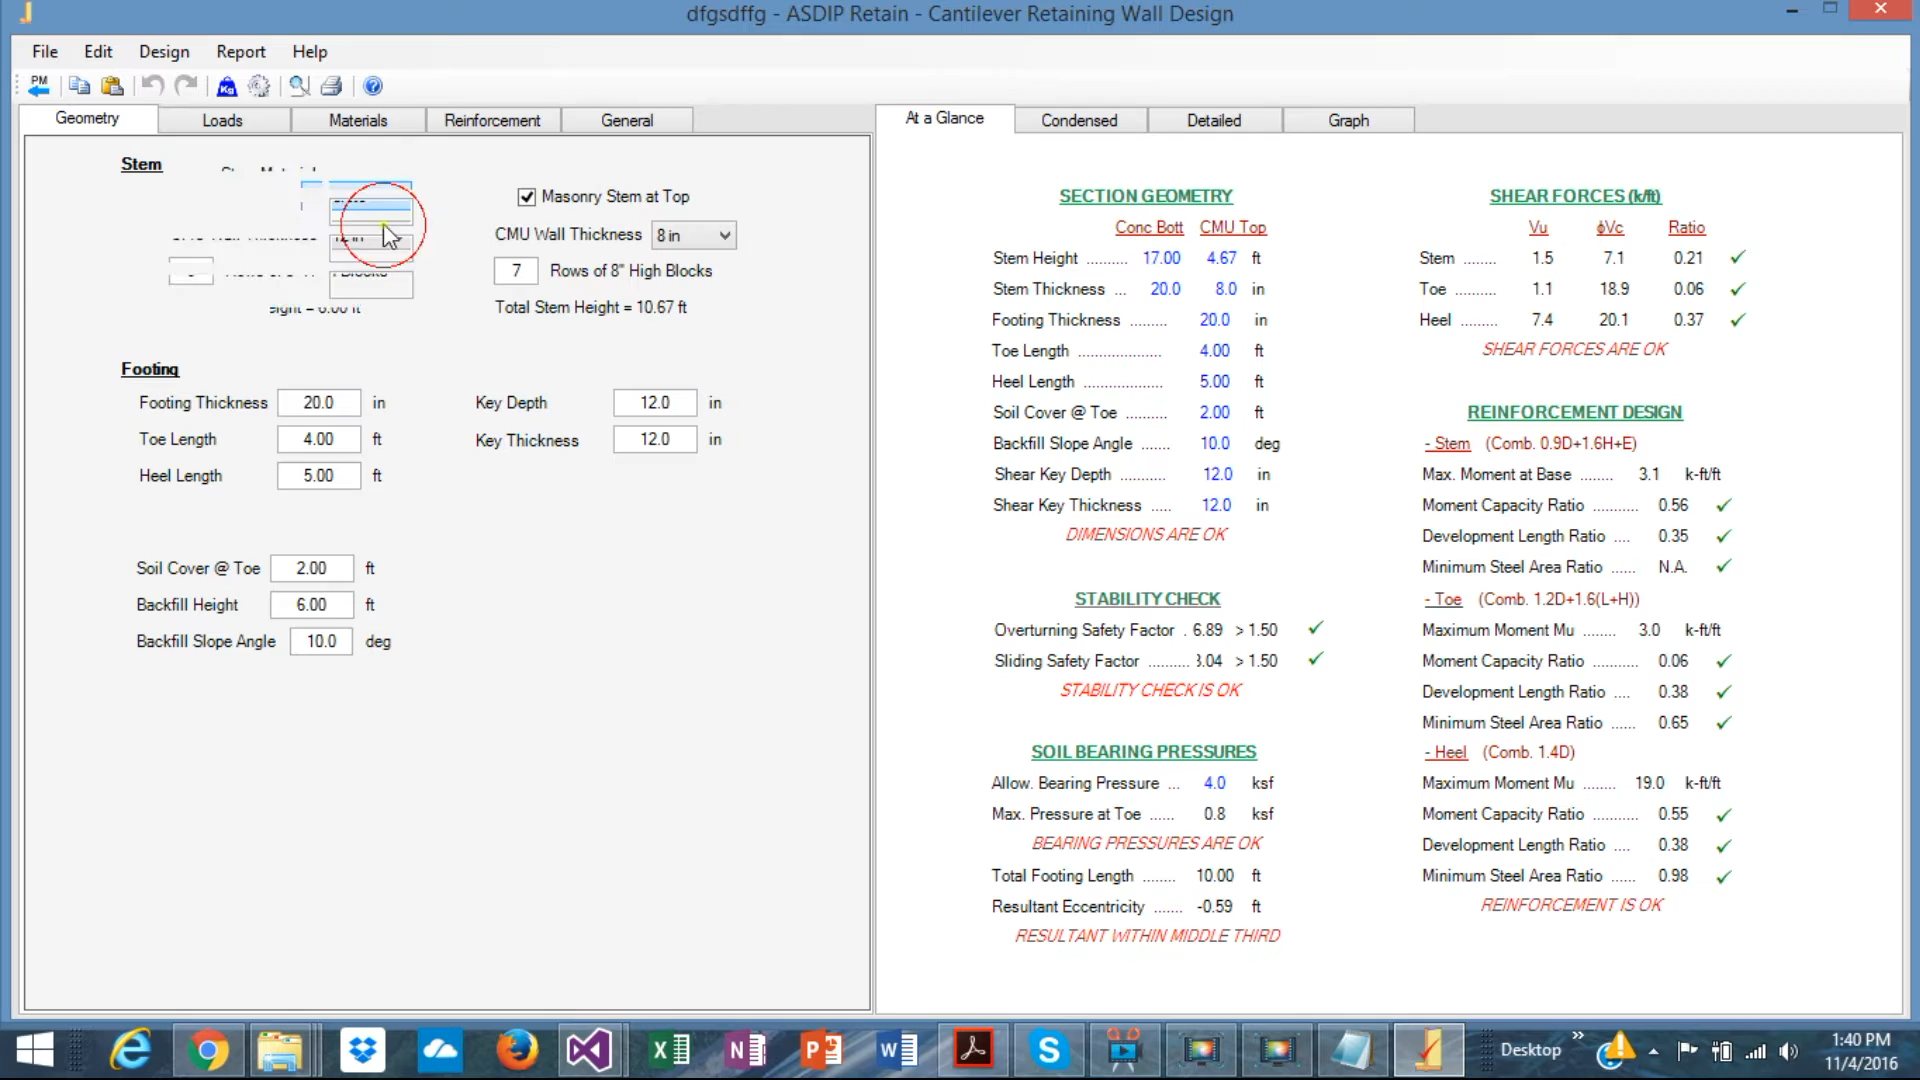 dfgsdffg - ASDIP Retain - Cantilever Retaining Wall Design
File Edit Design Report Help
PM Kg
Geometry Loads Materials Reinforcement General
At a Glance Condensed Detailed Graph
Stem
Masonry Stem at Top
CMU Wall Thickness 8 in
7 Rows of 8" High Blocks
Total Stem Height = 10.67 ft
Footing
Footing Thickness 20.0 in
Toe Length 4.00 ft
Heel Length 5.00 ft
Key Depth 12.0 in
Key Thickness 12.0 in
Soil Cover @ Toe 2.00 ft
Backfill Height 6.00 ft
Backfill Slope Angle 10.0 deg
SECTION GEOMETRY
Conc Bott CMU Top
Stem Height .......... 17.00 4.67 ft
Stem Thickness ... 20.0 8.0 in
Footing Thickness ......... 20.0 in
Toe Length .................... 4.00 ft
Heel Length ................... 5.00 ft
Soil Cover @ Toe .......... 2.00 ft
Backfill Slope Angle ....... 10.0 deg
Shear Key Depth ........... 12.0 in
Shear Key Thickness ..... 12.0 in
DIMENSIONS ARE OK
STABILITY CHECK
Overturning Safety Factor . 6.89 > 1.50
Sliding Safety Factor .......... 3.04 > 1.50
STABILITY CHECK IS OK
SOIL BEARING PRESSURES
Allow. Bearing Pressure ... 4.0 ksf
Max. Pressure at Toe ...... 0.8 ksf
BEARING PRESSURES ARE OK
Total Footing Length ........ 10.00 ft
Resultant Eccentricity ....... -0.59 ft
RESULTANT WITHIN MIDDLE THIRD
SHEAR FORCES (k/ft)
Vu ϕVc Ratio
Stem ........ 1.5 7.1 0.21
Toe .......... 1.1 18.9 0.06
Heel ......... 7.4 20.1 0.37
SHEAR FORCES ARE OK
REINFORCEMENT DESIGN
- Stem (Comb. 0.9D+1.6H+E)
Max. Moment at Base ........ 3.1 k-ft/ft
Moment Capacity Ratio ........... 0.56
Development Length Ratio .... 0.35
Minimum Steel Area Ratio ...... N.A.
- Toe (Comb. 1.2D+1.6(L+H))
Maximum Moment Mu ........ 3.0 k-ft/ft
Moment Capacity Ratio ........... 0.06
Development Length Ratio .... 0.38
Minimum Steel Area Ratio ...... 0.65
- Heel (Comb. 1.4D)
Maximum Moment Mu ........ 19.0 k-ft/ft
Moment Capacity Ratio ........... 0.55
Development Length Ratio .... 0.38
Minimum Steel Area Ratio ...... 0.98
REINFORCEMENT IS OK
Desktop
1:40 PM
11/4/2016